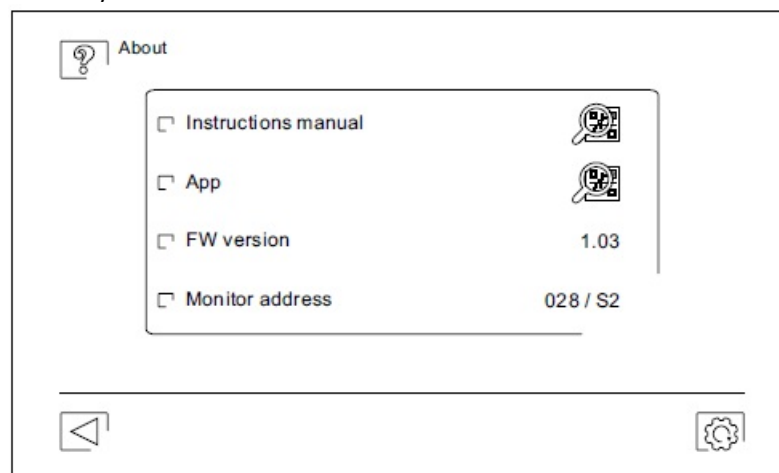 About
Instructions manual
App
FW version 1.03
Monitor address 028 / S2